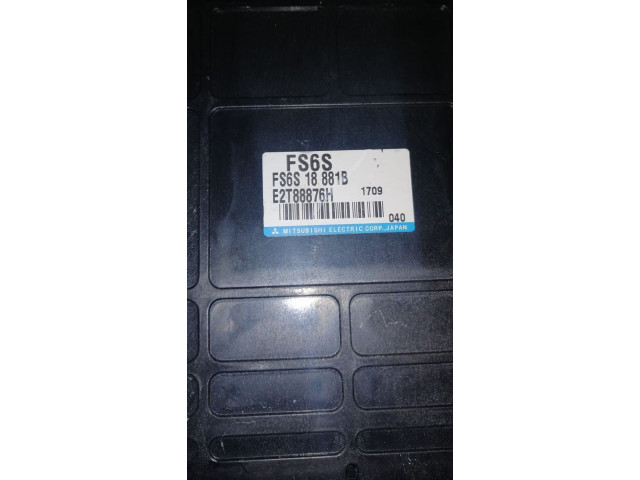 FS6S
FS6S 18 881B
E2T88876H 1709
040
MITSUBISHI ELECTRIC CORP., JAPAN